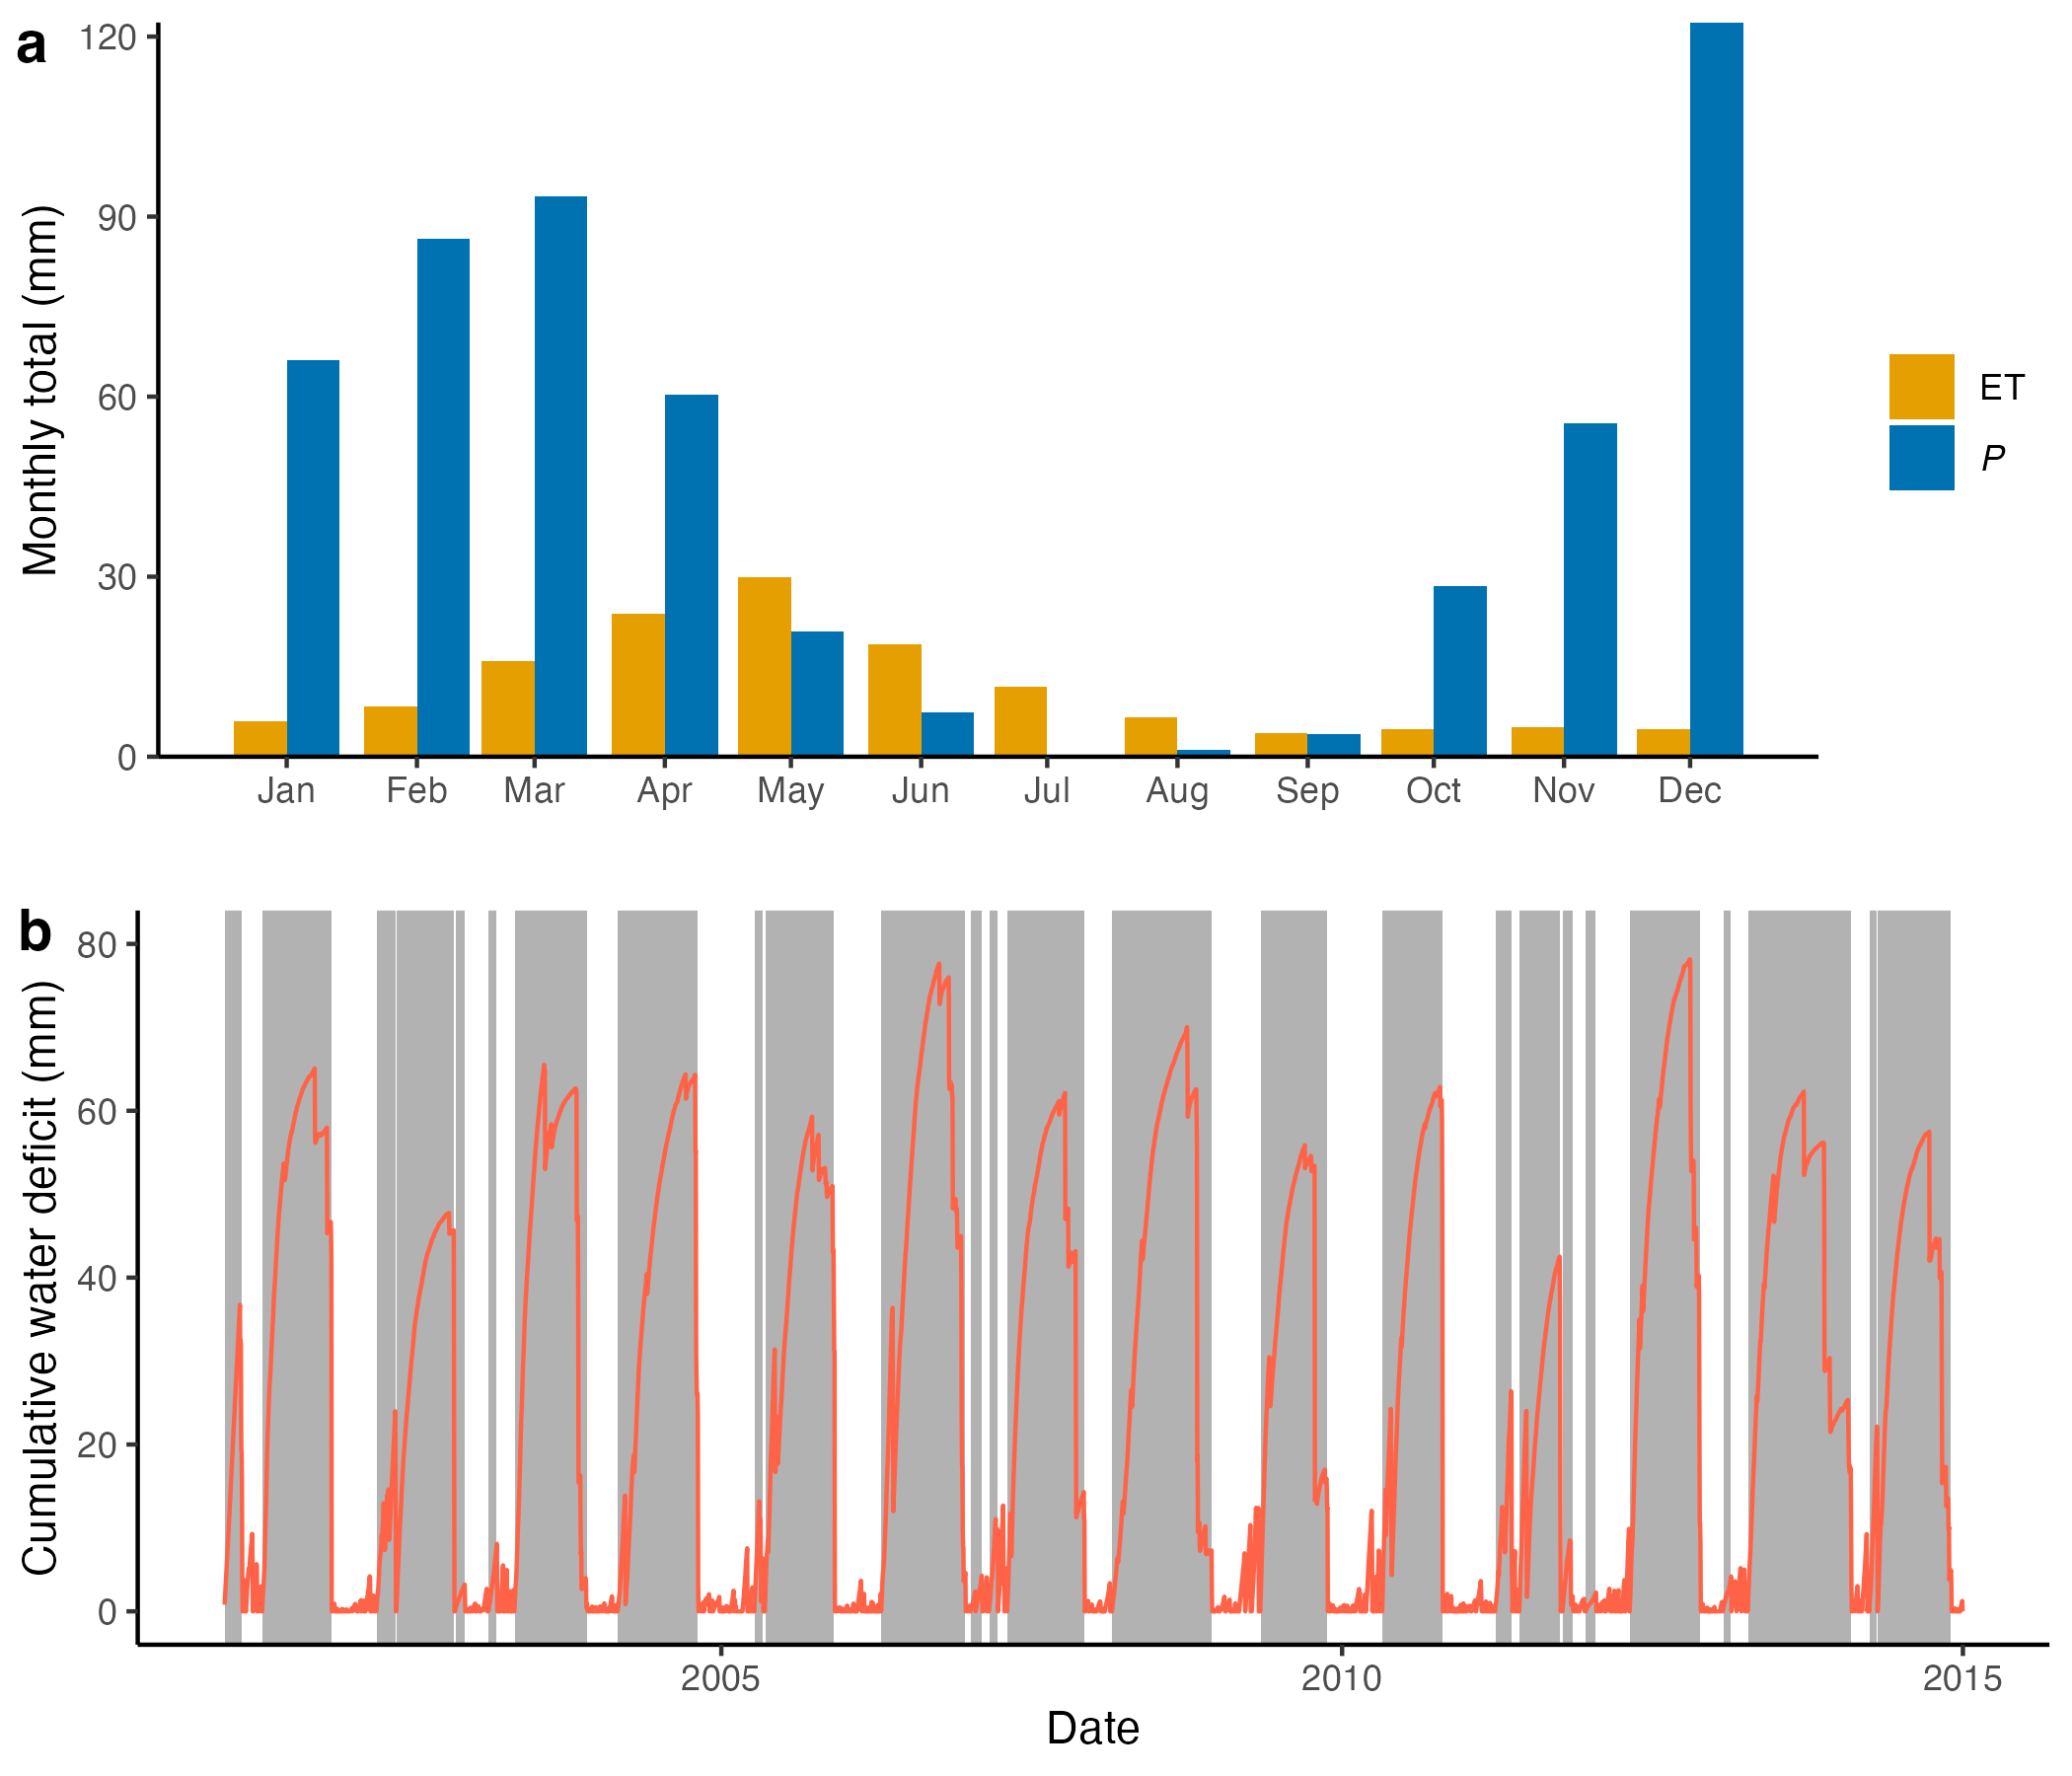 a
Monthly total (mm)
120
90
60
30
0
Jan Feb Mar Apr May Jun Jul Aug Sep Oct Nov Dec
ET
P
b
Cumulative water deficit (mm)
80
60
40
20
0
2005 2010 2015
Date